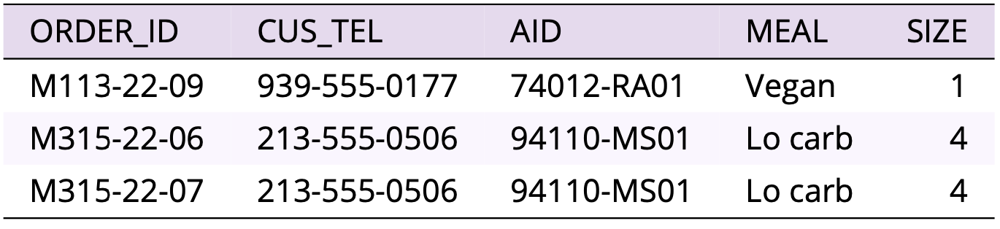 ORDER_ID CUS_TEL AID MEAL SIZE
M113-22-09 939-555-0177 74012-RA01 Vegan 1
M315-22-06 213-555-0506 94110-MS01 Lo carb 4
M315-22-07 213-555-0506 94110-MS01 Lo carb 4